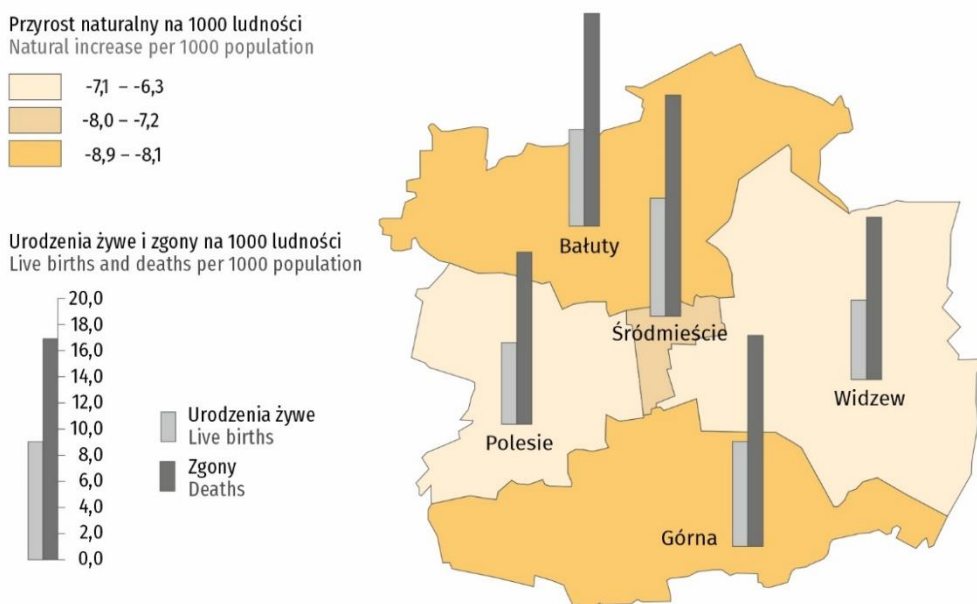 Przyrost naturalny na 1000 ludności
Natural increase per 1000 population
-7,1 – -6,3
-8,0 – -7,2
-8,9 – -8,1
Urodzenia żywe i zgony na 1000 ludności
Live births and deaths per 1000 population
20,0
18,0
16,0
14,0
12,0
10,0
8,0
6,0
4,0
2,0
0,0
Urodzenia żywe
Live births
Zgony
Deaths
Bałuty
Śródmieście
Polesie
Widzew
Górna